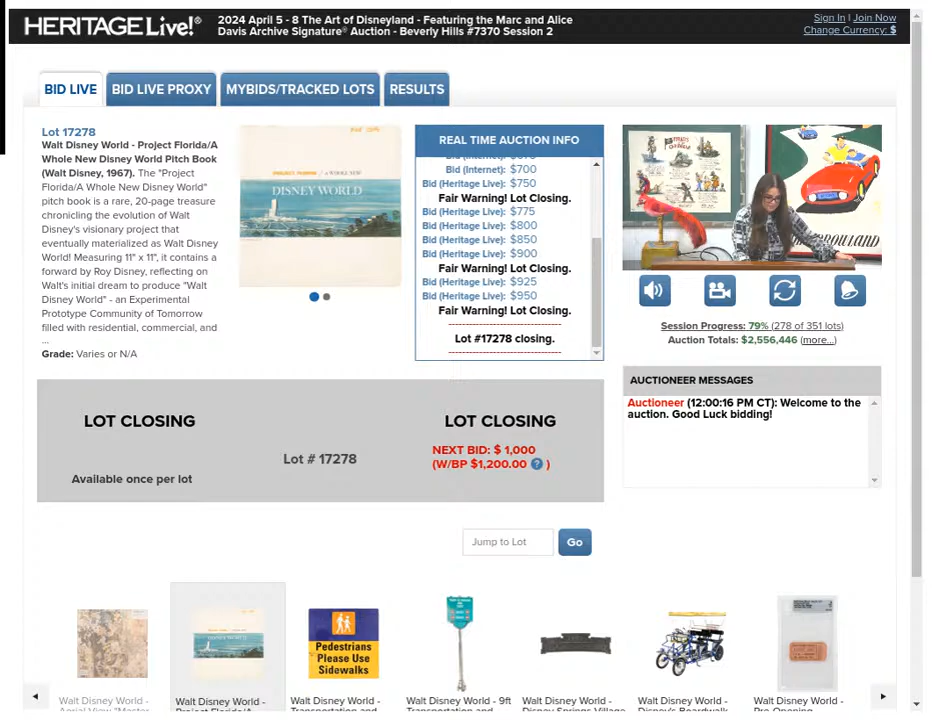 HERITAGE Live!®
2024 April 5 - 8 The Art of Disneyland - Featuring the Marc and Alice
Davis Archive Signature® Auction - Beverly Hills #7370 Session 2
Sign In | Join Now
Change Currency: $
BID LIVE
BID LIVE PROXY
MYBIDS/TRACKED LOTS
RESULTS
Lot 17278
Walt Disney World - Project Florida/A
Whole New Disney World Pitch Book
(Walt Disney, 1967). The "Project
Florida/A Whole New Disney World"
pitch book is a rare, 20-page treasure
chronicling the evolution of Walt
Disney's visionary project that
eventually materialized as Walt Disney
World! Measuring 11" x 11", it contains a
forward by Roy Disney, reflecting on
Walt's initial dream to produce "Walt
Disney World" - an Experimental
Prototype Community of Tomorrow
filled with residential, commercial, and
...
Grade: Varies or N/A
PROJECT FLORIDA / A WHOLE NEW
DISNEY WORLD
REAL TIME AUCTION INFO
Bid (Internet): $675
Bid (Internet): $700
Bid (Heritage Live): $750
Fair Warning! Lot Closing.
Bid (Heritage Live): $775
Bid (Heritage Live): $800
Bid (Heritage Live): $850
Bid (Heritage Live): $900
Fair Warning! Lot Closing.
Bid (Heritage Live): $925
Bid (Heritage Live): $950
Fair Warning! Lot Closing.
--------------------------------
Lot #17278 closing.
--------------------------------
Session Progress: 79% (278 of 351 lots)
Auction Totals: $2,556,446 (more...)
AUCTIONEER MESSAGES
Auctioneer (12:00:16 PM CT): Welcome to the
auction. Good Luck bidding!
LOT CLOSING
Available once per lot
Lot # 17278
LOT CLOSING
NEXT BID: $ 1,000
(W/BP $1,200.00 ? )
Jump to Lot
Go
DISNEY WORLD
Pedestrians
Please Use
Sidewalks
Walt Disney World -
Aerial View "Master
Walt Disney World -
Project Florida/A
Walt Disney World -
Transportation and
Walt Disney World - 9ft
Transportation and
Walt Disney World -
Disney Springs Village
Walt Disney World -
Disney's Boardwalk
Walt Disney World -
Pre-Opening